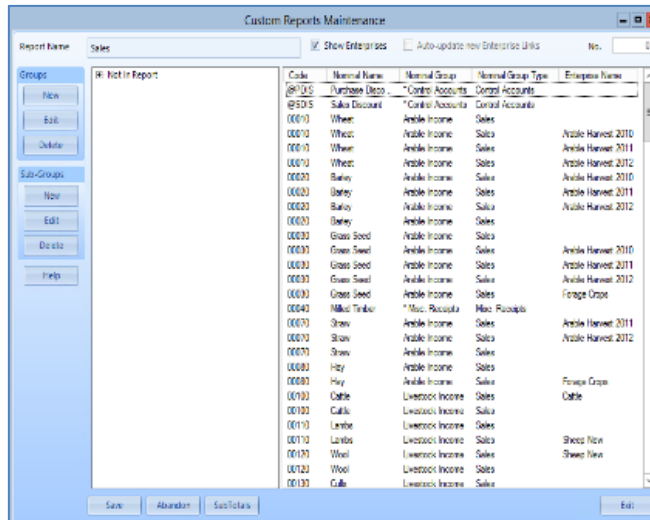 Custom Reports Maintenance
Report Name Sales Show Enterprises Auto-update new Enterprise Links No.
Groups
New
Edit
Delete
Sub-Groups
New
Edit
Delete
Help
Not in Report
Code Nominal Name Nominal Group Nominal Group Type Enterprise Name
@PDIS Purchase Disco... * Control Accounts Control Accounts
@SDIS Sales Discount * Control Accounts Control Accounts
00010 Wheat Arable Income Sales
00010 Wheat Arable Income Sales Arable Harvest 2010
00010 Wheat Arable Income Sales Arable Harvest 2011
00010 Wheat Arable Income Sales Arable Harvest 2012
00020 Barley Arable Income Sales Arable Harvest 2010
00020 Barley Arable Income Sales Arable Harvest 2011
00020 Barley Arable Income Sales Arable Harvest 2012
00020 Barley Arable Income Sales
00030 Grass Seed Arable Income Sales
00030 Grass Seed Arable Income Sales Arable Harvest 2010
00030 Grass Seed Arable Income Sales Arable Harvest 2011
00030 Grass Seed Arable Income Sales Arable Harvest 2012
00030 Grass Seed Arable Income Sales Forage Crops
00040 Milled Timber * Misc. Receipts Misc. Receipts
00070 Straw Arable Income Sales Arable Harvest 2011
00070 Straw Arable Income Sales Arable Harvest 2012
00070 Straw Arable Income Sales
00080 Hay Arable Income Sales
00080 Hay Arable Income Sales Forage Crops
00100 Cattle Livestock Income Sales Cattle
00100 Cattle Livestock Income Sales
00110 Lambs Livestock Income Sales
00110 Lambs Livestock Income Sales Sheep New
00120 Wool Livestock Income Sales Sheep New
00120 Wool Livestock Income Sales
00130 Culls Livestock Income Sales
Save Abandon SubTotals Exit